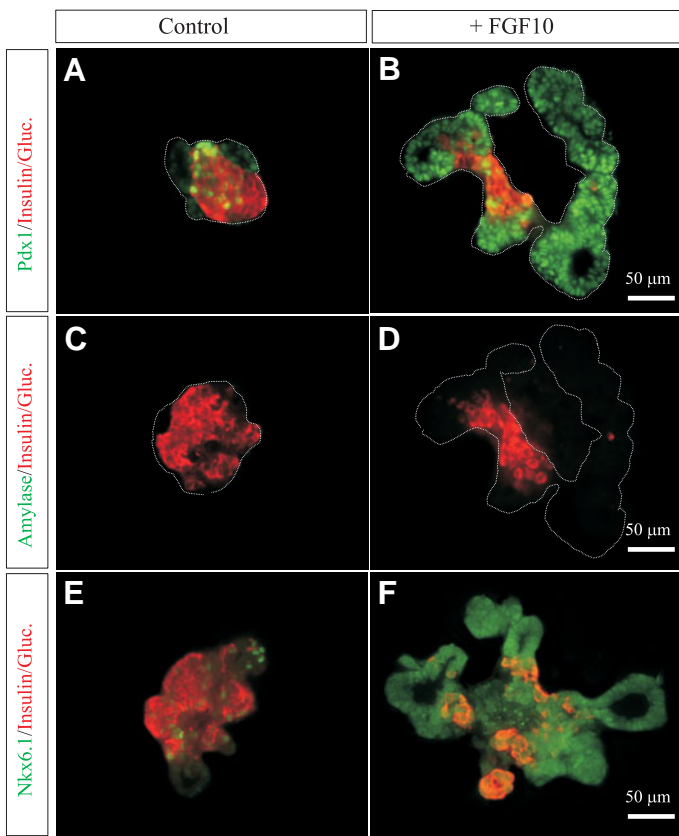 Control
+ FGF10
Pdx1/Insulin/Gluc.
A
B
50 μm
Amylase/Insulin/Gluc.
C
D
50 μm
Nkx6.1/Insulin/Gluc.
E
F
50 μm